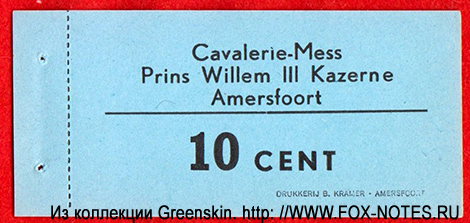 Cavalerie-Mess
Prins Willem III Kazerne
Amersfoort
10 CENT
DRUKKERIJ B. KRAMER - AMERSFOORT
Из коллекции Greenskin. http: //WWW.FOX-NOTES.RU